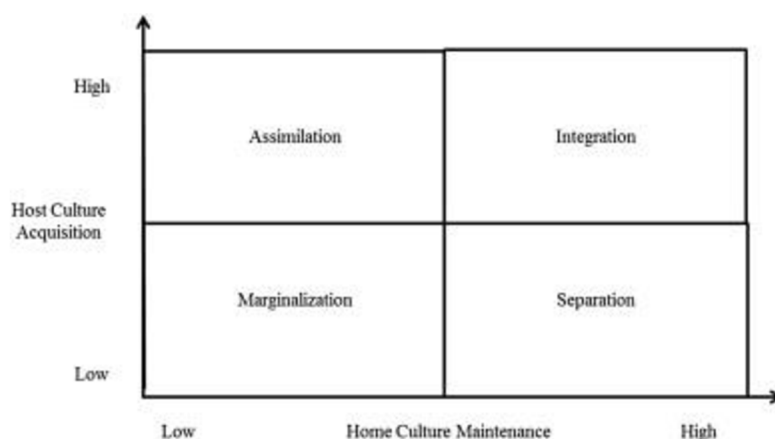 High
Assimilation Integration
Host Culture
Acquisition
Marginalization Separation
Low
Low Home Culture Maintenance High